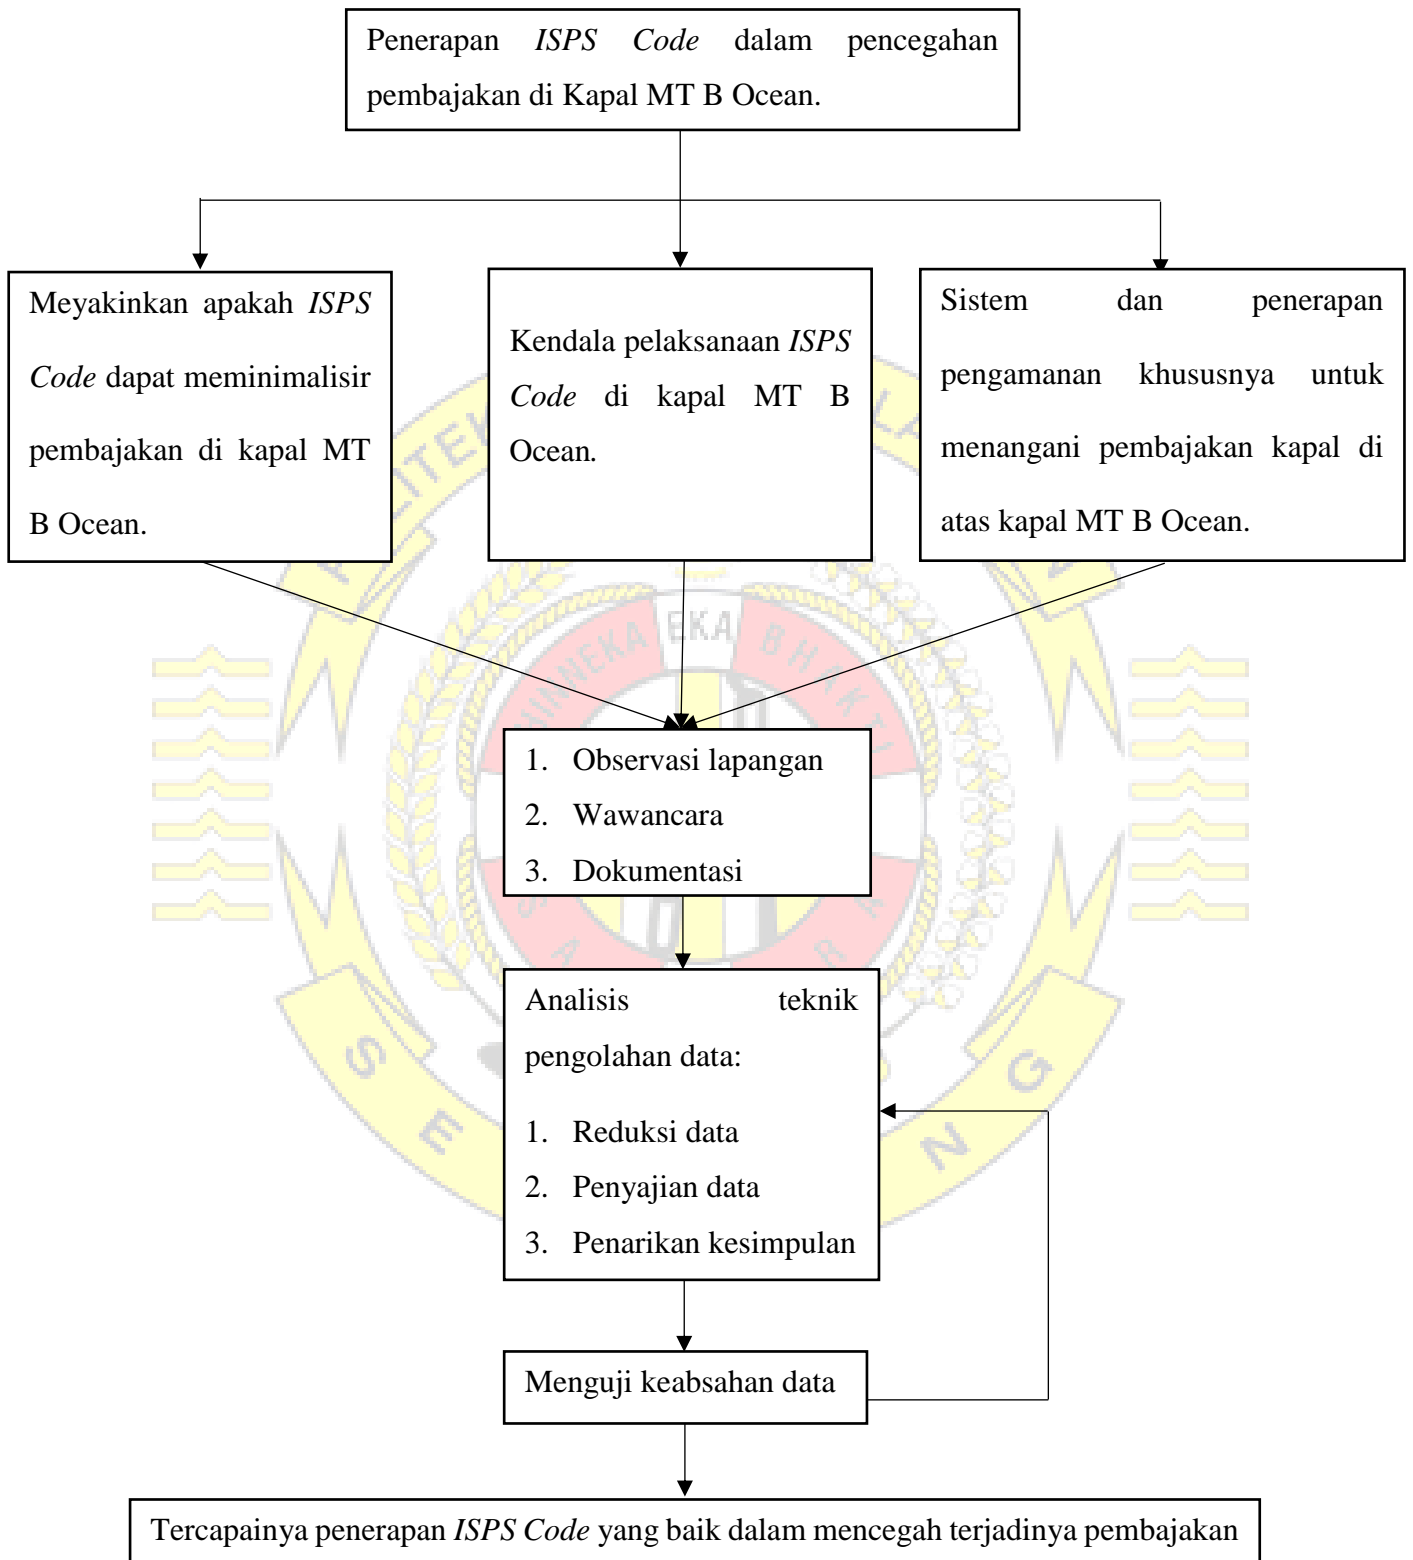 Penerapan ISPS Code dalam pencegahan
pembajakan di Kapal MT B Ocean.
Meyakinkan apakah ISPS
Code dapat meminimalisir
pembajakan di kapal MT
B Ocean.
Kendala pelaksanaan ISPS
Code di kapal MT B
Ocean.
Sistem dan penerapan
pengamanan khususnya untuk
menangani pembajakan kapal di
atas kapal MT B Ocean.
EKA
BHAKTI
1. Observasi lapangan
2. Wawancara
3. Dokumentasi
Analisis teknik
pengolahan data:
1. Reduksi data
2. Penyajian data
3. Penarikan kesimpulan
Menguji keabsahan data
Tercapainya penerapan ISPS Code yang baik dalam mencegah terjadinya pembajakan